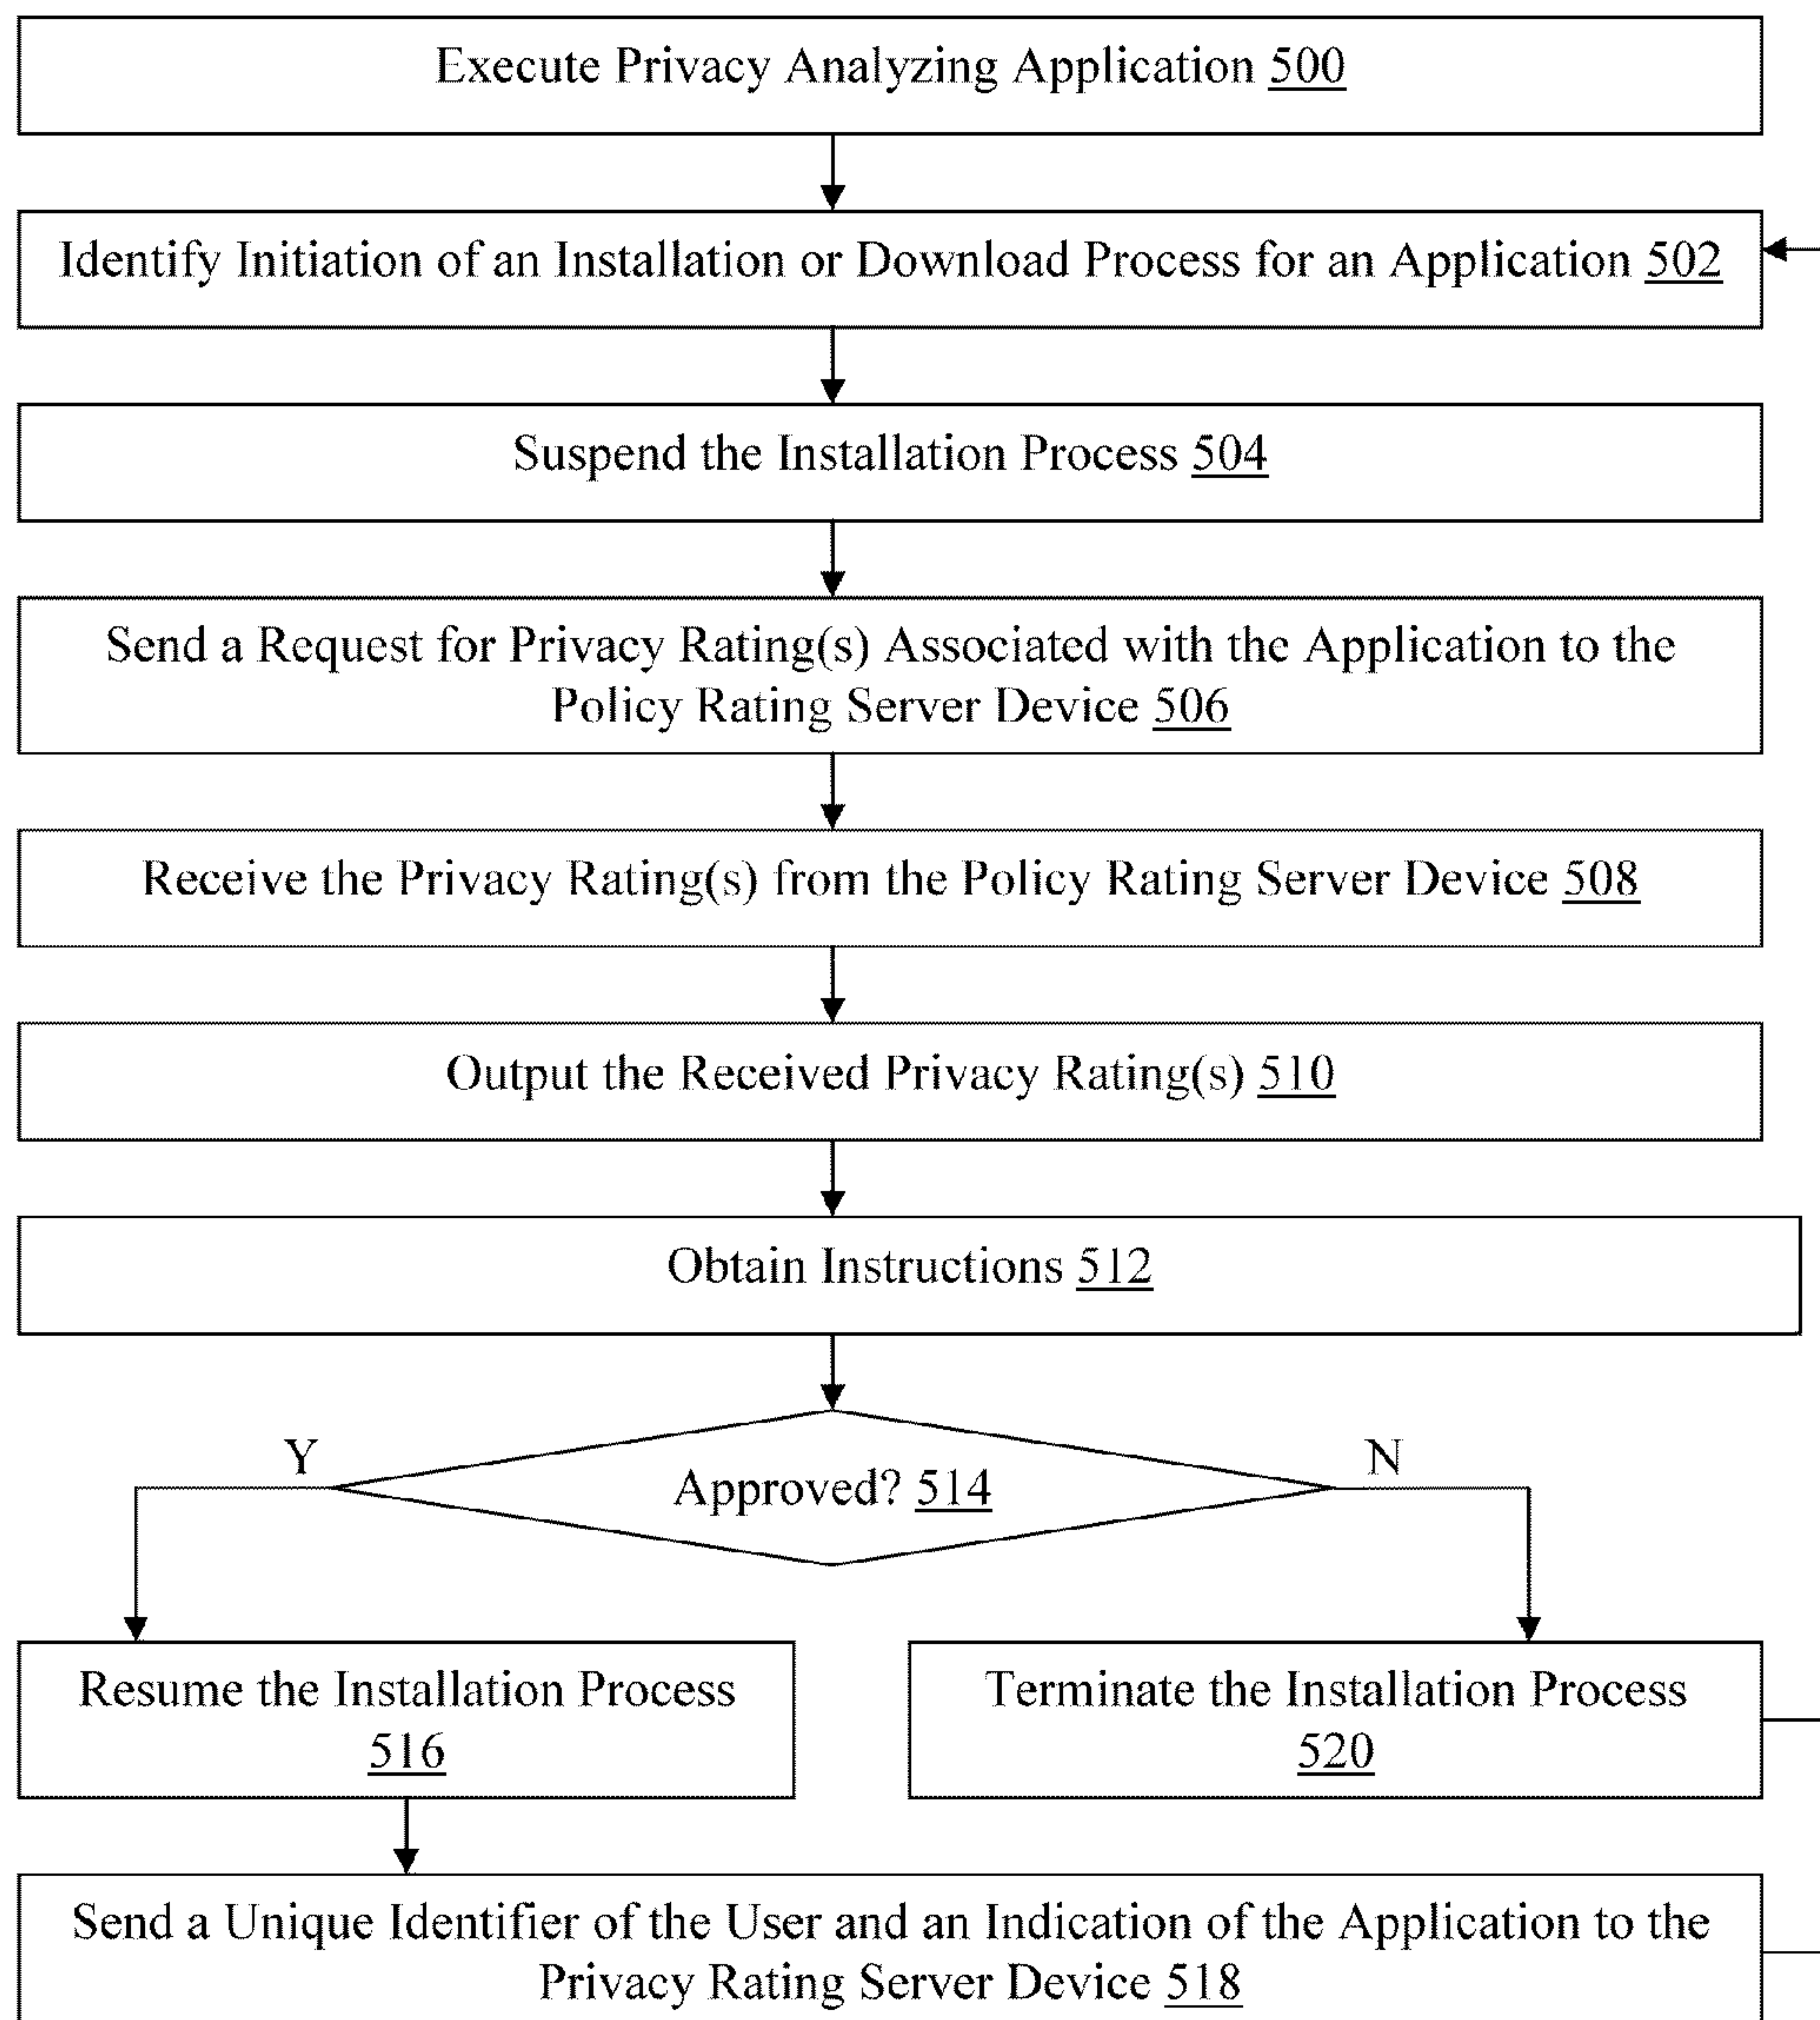 Execute Privacy Analyzing Application 500
Identify Initiation of an Installation or Download Process for an Application 502
Suspend the Installation Process 504
Send a Request for Privacy Rating(s) Associated with the Application to the
Policy Rating Server Device 506
Receive the Privacy Rating(s) from the Policy Rating Server Device 508
Output the Received Privacy Rating(s) 510
Obtain Instructions 512
Y
N
Approved? 514
Resume the Installation Process
516
Terminate the Installation Process
520
Send a Unique Identifier of the User and an Indication of the Application to the
Privacy Rating Server Device 518